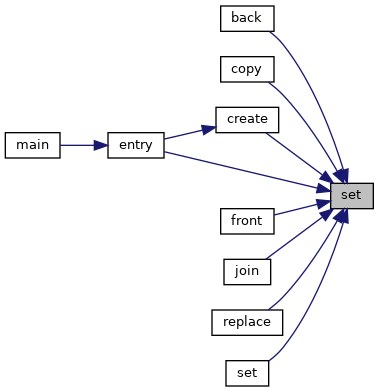 back
copy
create
main
entry
set
front
join
replace
set